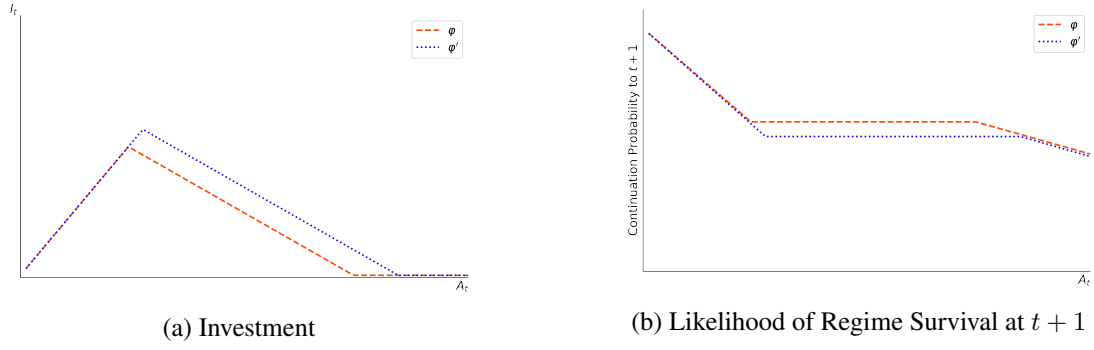 I_t
φ
φ′
A_t
(a) Investment
Continuation Probability to t + 1
φ
φ′
A_t
(b) Likelihood of Regime Survival at t + 1